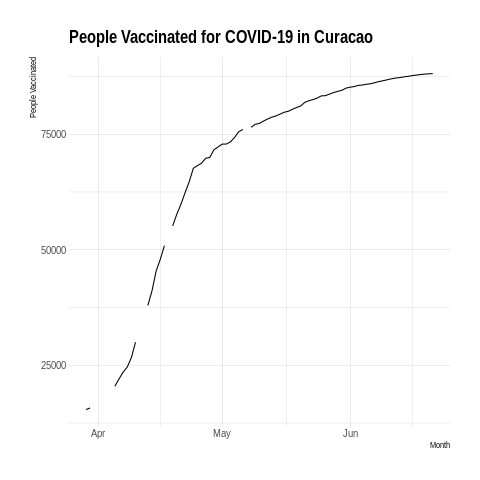 People Vaccinated for COVID-19 in Curacao
People Vaccinated
75000
50000
25000
Apr May Jun
Month